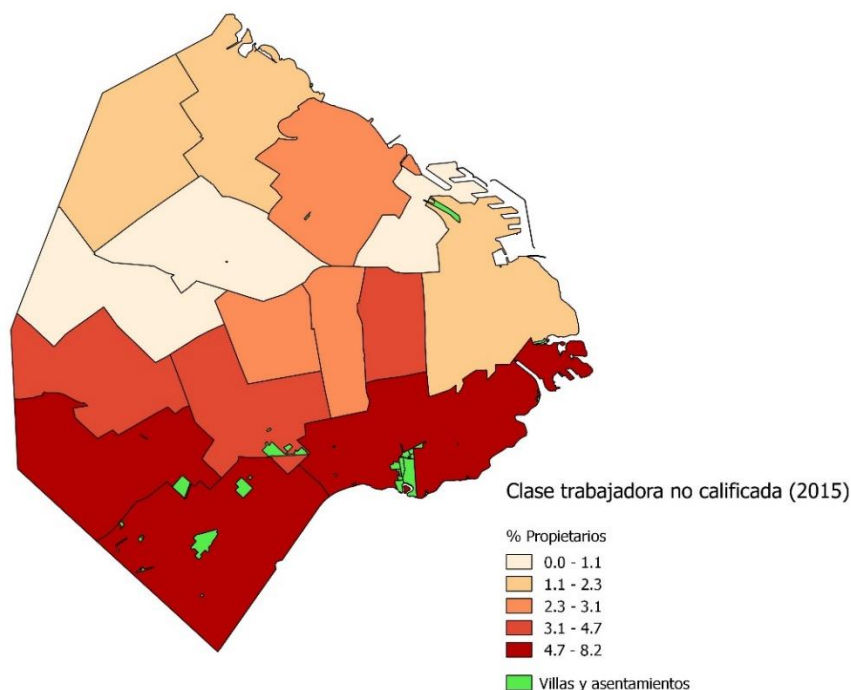 Clase trabajadora no calificada (2015)
% Propietarios
0.0 - 1.1
1.1 - 2.3
2.3 - 3.1
3.1 - 4.7
4.7 - 8.2
Villas y asentamientos